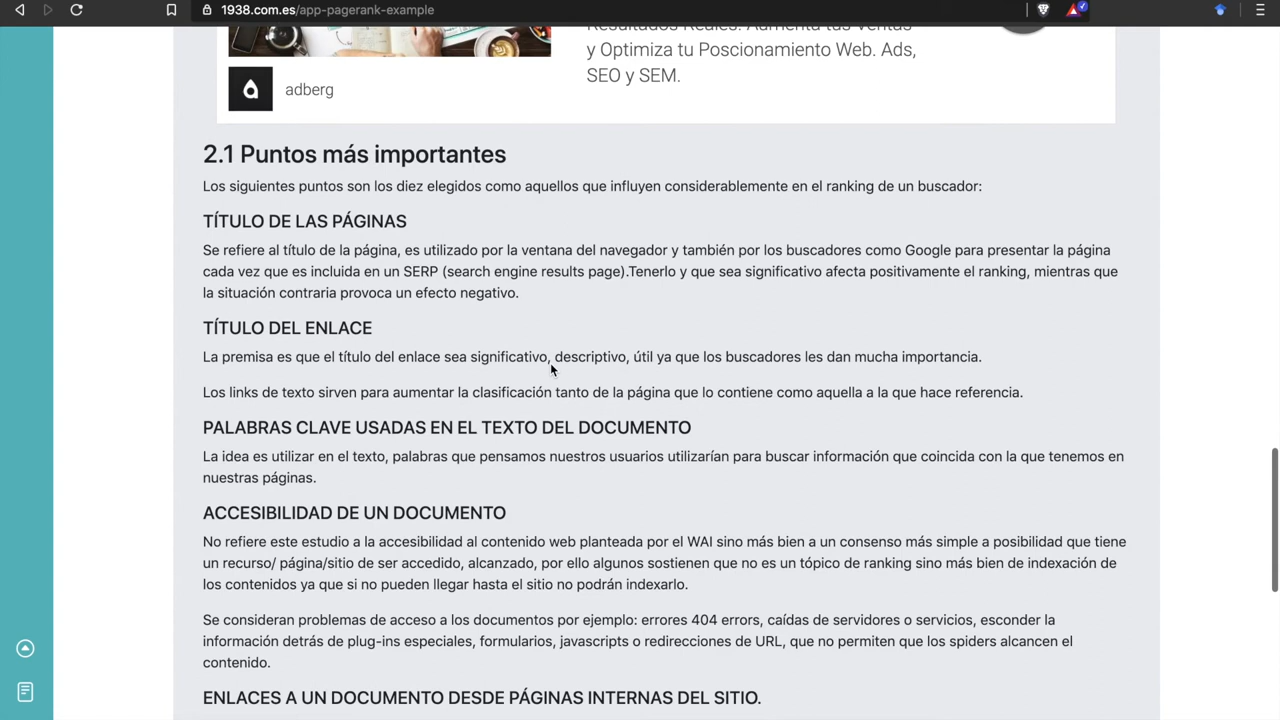 1938.com.es/app-pagerank-example
Resultados Reales. Aumenta tus Ventas
y Optimiza tu Poscionamiento Web. Ads,
SEO y SEM.
adberg
2.1 Puntos más importantes
Los siguientes puntos son los diez elegidos como aquellos que influyen considerablemente en el ranking de un buscador:
TÍTULO DE LAS PÁGINAS
Se refiere al título de la página, es utilizado por la ventana del navegador y también por los buscadores como Google para presentar la página
cada vez que es incluida en un SERP (search engine results page).Tenerlo y que sea significativo afecta positivamente el ranking, mientras que
la situación contraria provoca un efecto negativo.
TÍTULO DEL ENLACE
La premisa es que el título del enlace sea significativo, descriptivo, útil ya que los buscadores les dan mucha importancia.
Los links de texto sirven para aumentar la clasificación tanto de la página que lo contiene como aquella a la que hace referencia.
PALABRAS CLAVE USADAS EN EL TEXTO DEL DOCUMENTO
La idea es utilizar en el texto, palabras que pensamos nuestros usuarios utilizarían para buscar información que coincida con la que tenemos en
nuestras páginas.
ACCESIBILIDAD DE UN DOCUMENTO
No refiere este estudio a la accesibilidad al contenido web planteada por el WAI sino más bien a un consenso más simple a posibilidad que tiene
un recurso/ página/sitio de ser accedido, alcanzado, por ello algunos sostienen que no es un tópico de ranking sino más bien de indexación de
los contenidos ya que si no pueden llegar hasta el sitio no podrán indexarlo.
Se consideran problemas de acceso a los documentos por ejemplo: errores 404 errors, caídas de servidores o servicios, esconder la
información detrás de plug-ins especiales, formularios, javascripts o redirecciones de URL, que no permiten que los spiders alcancen el
contenido.
ENLACES A UN DOCUMENTO DESDE PÁGINAS INTERNAS DEL SITIO.